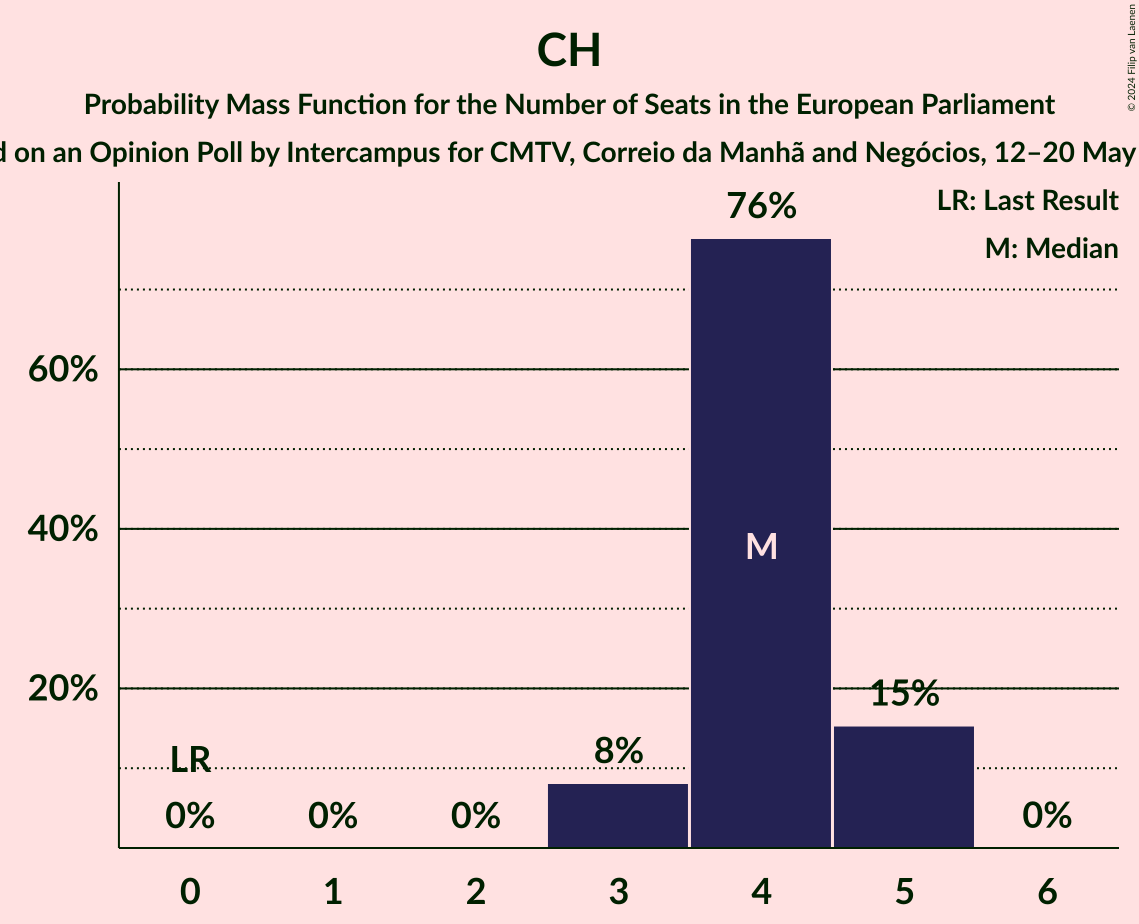 CH
Probability Mass Function for the Number of Seats in the European Parliament
on an Opinion Poll by Intercampus for CMTV, Correio da Manhã and Negócios, 12–20 May
© 2024 Filip van Laenen
LR: Last Result
M: Median
76%
60%
40%
M
20%
15%
LR
8%
0% 0% 0% 0%
0 1 2 3 4 5 6